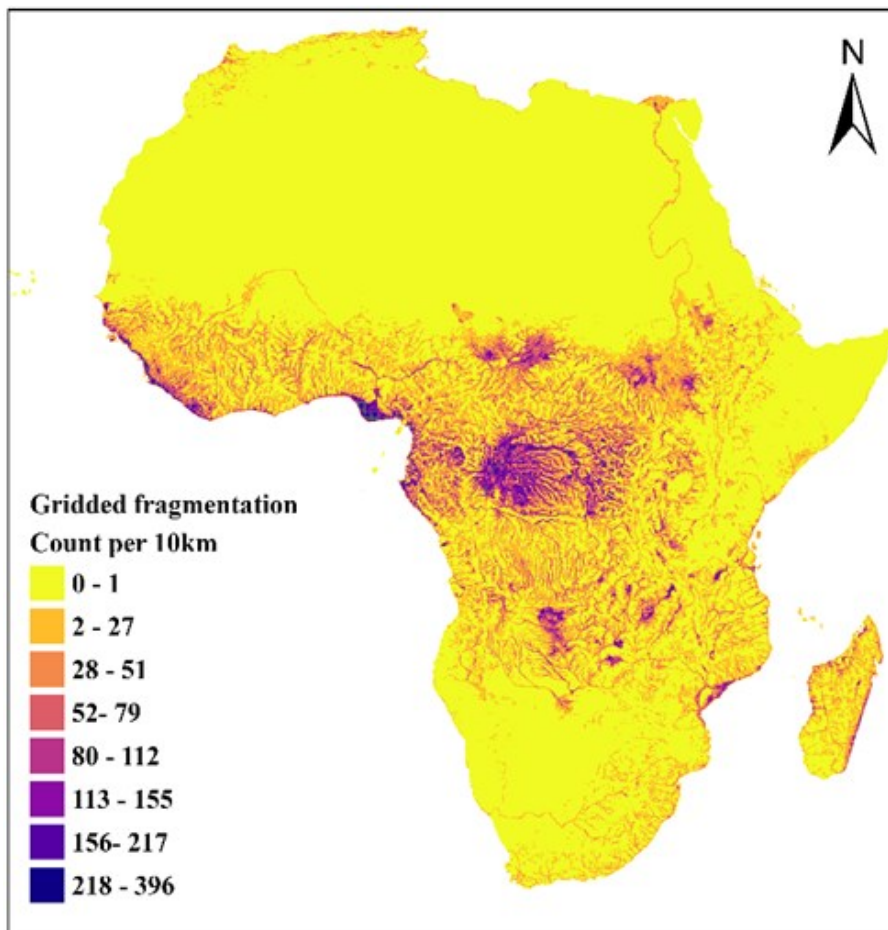 N
Gridded fragmentation
Count per 10km
0 - 1
2 - 27
28 - 51
52- 79
80 - 112
113 - 155
156- 217
218 - 396